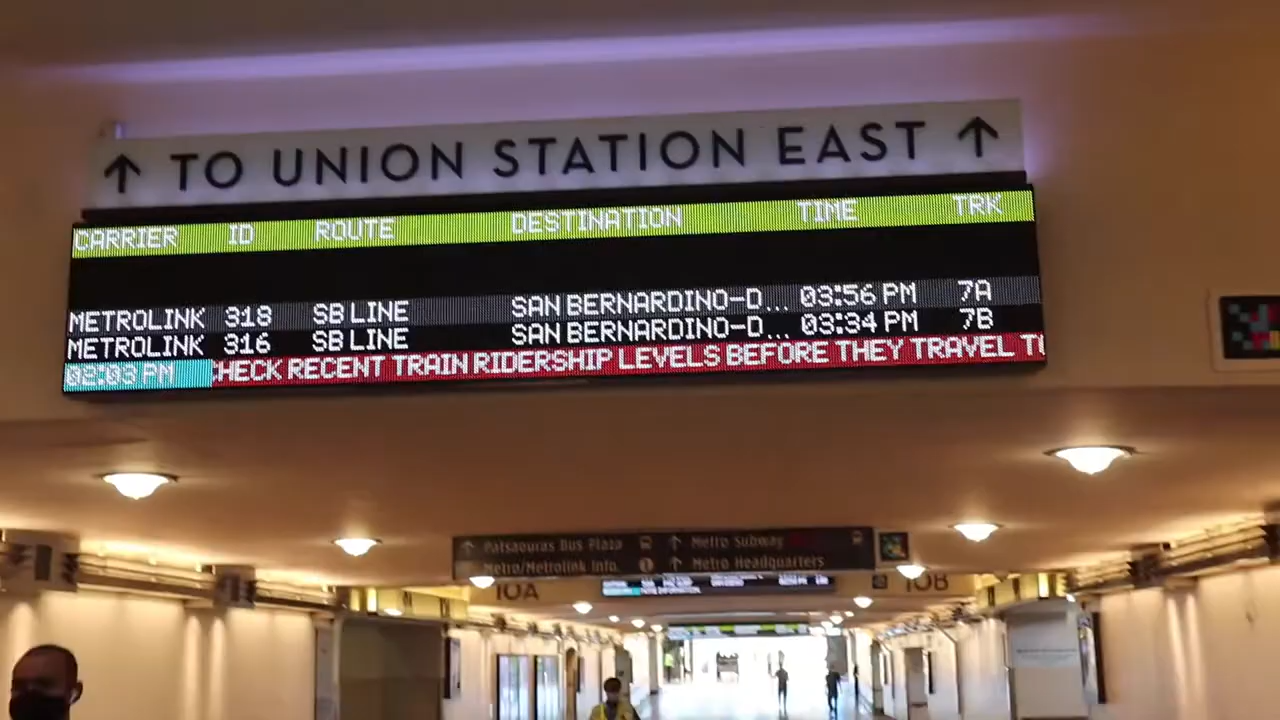 ↑ TO UNION STATION EAST ↑
CARRIER ID ROUTE DESTINATION TIME TRK
METROLINK 318 SB LINE SAN BERNARDINO-D... 03:56 PM 7A
METROLINK 316 SB LINE SAN BERNARDINO-D... 03:34 PM 7B
02:03 PM HECK RECENT TRAIN RIDERSHIP LEVELS BEFORE THEY TRAVEL T
↑ Patsaouras Bus Plaza ↑ Metro Subway
Metro/Metrolink Info. ↑ Metro Headquarters
10A 10B